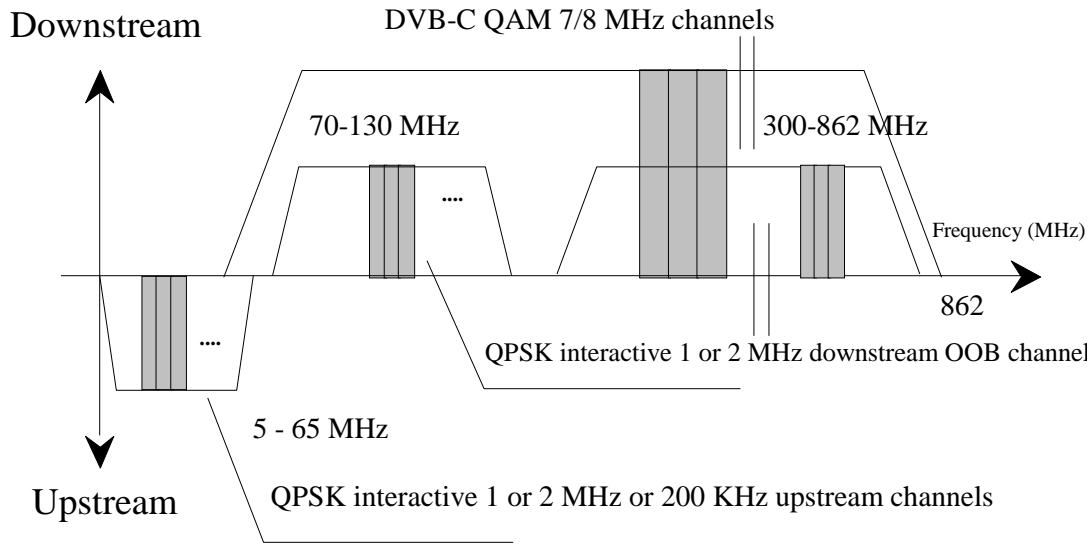 Downstream
DVB-C QAM 7/8 MHz channels
70-130 MHz
300-862 MHz
....
Frequency (MHz)
862
....
QPSK interactive 1 or 2 MHz downstream OOB channel
5 - 65 MHz
Upstream
QPSK interactive 1 or 2 MHz or 200 KHz upstream channels